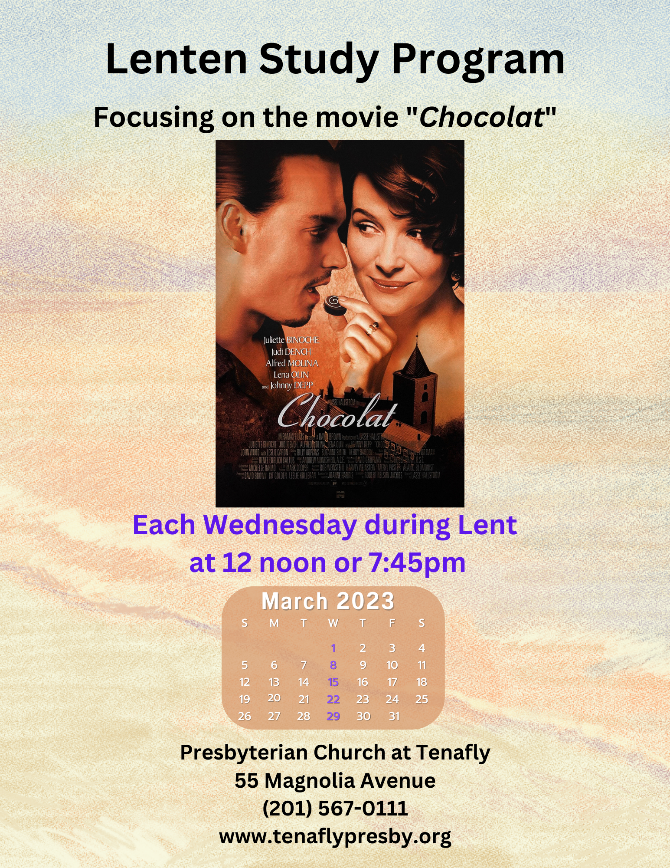 Lenten Study Program
Focusing on the movie "Chocolat"
Juliette BINOCHE
Judi DENCH
Alfred MOLINA
Lena OLIN
and Johnny DEPP
Chocolat
Each Wednesday during Lent
at 12 noon or 7:45pm
March 2023
S M T W T F S
1 2 3 4
5 6 7 8 9 10 11
12 13 14 15 16 17 18
19 20 21 22 23 24 25
26 27 28 29 30 31
Presbyterian Church at Tenafly
55 Magnolia Avenue
(201) 567-0111
www.tenaflypresby.org